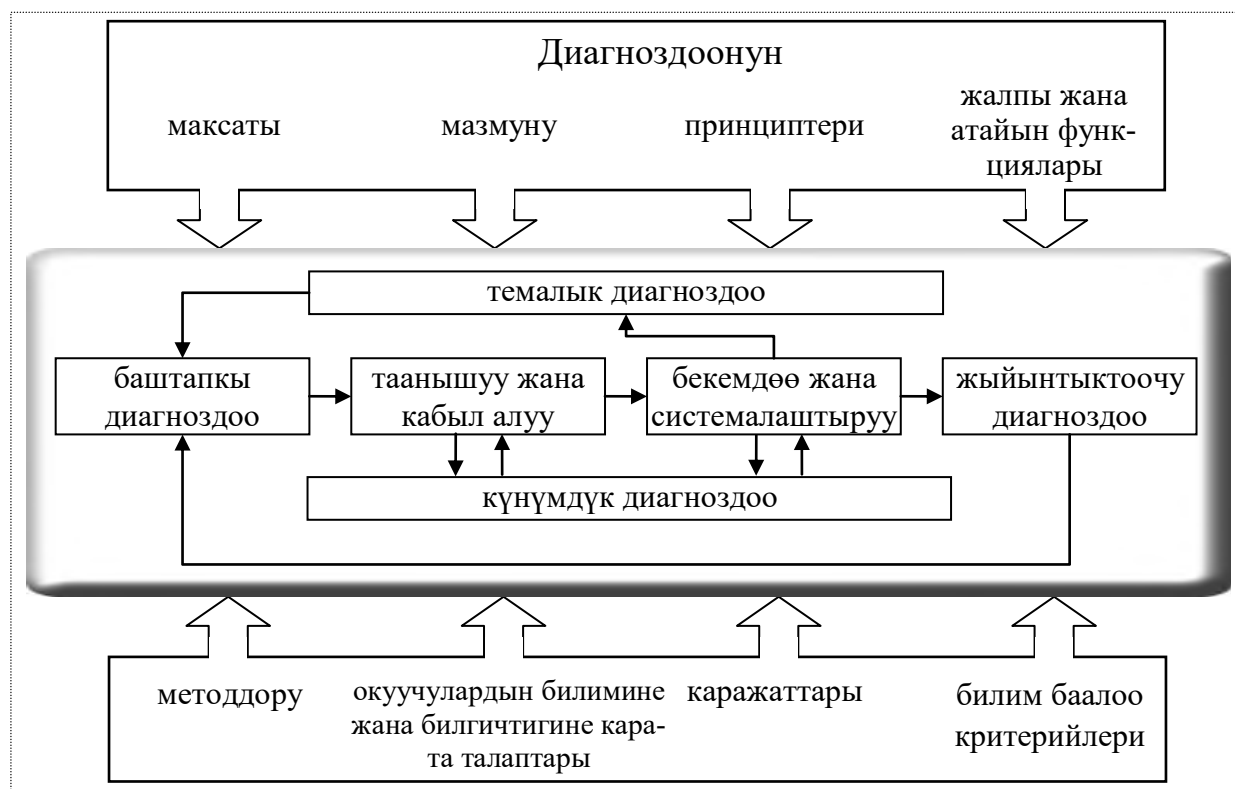 Диагноздоонун
максаты
мазмуну
принциптери
жалпы жана
атайын функ-
циялары
темалык диагноздоо
баштапкы
диагноздоо
таанышуу жана
кабыл алуу
бекемдөө жана
системалаштыруу
жыйынтыктоочу
диагноздоо
күнүмдүк диагноздоо
методдору
окуучулардын билимине
жана билгичтигине кара-
та талаптары
каражаттары
билим баалоо
критерийлери